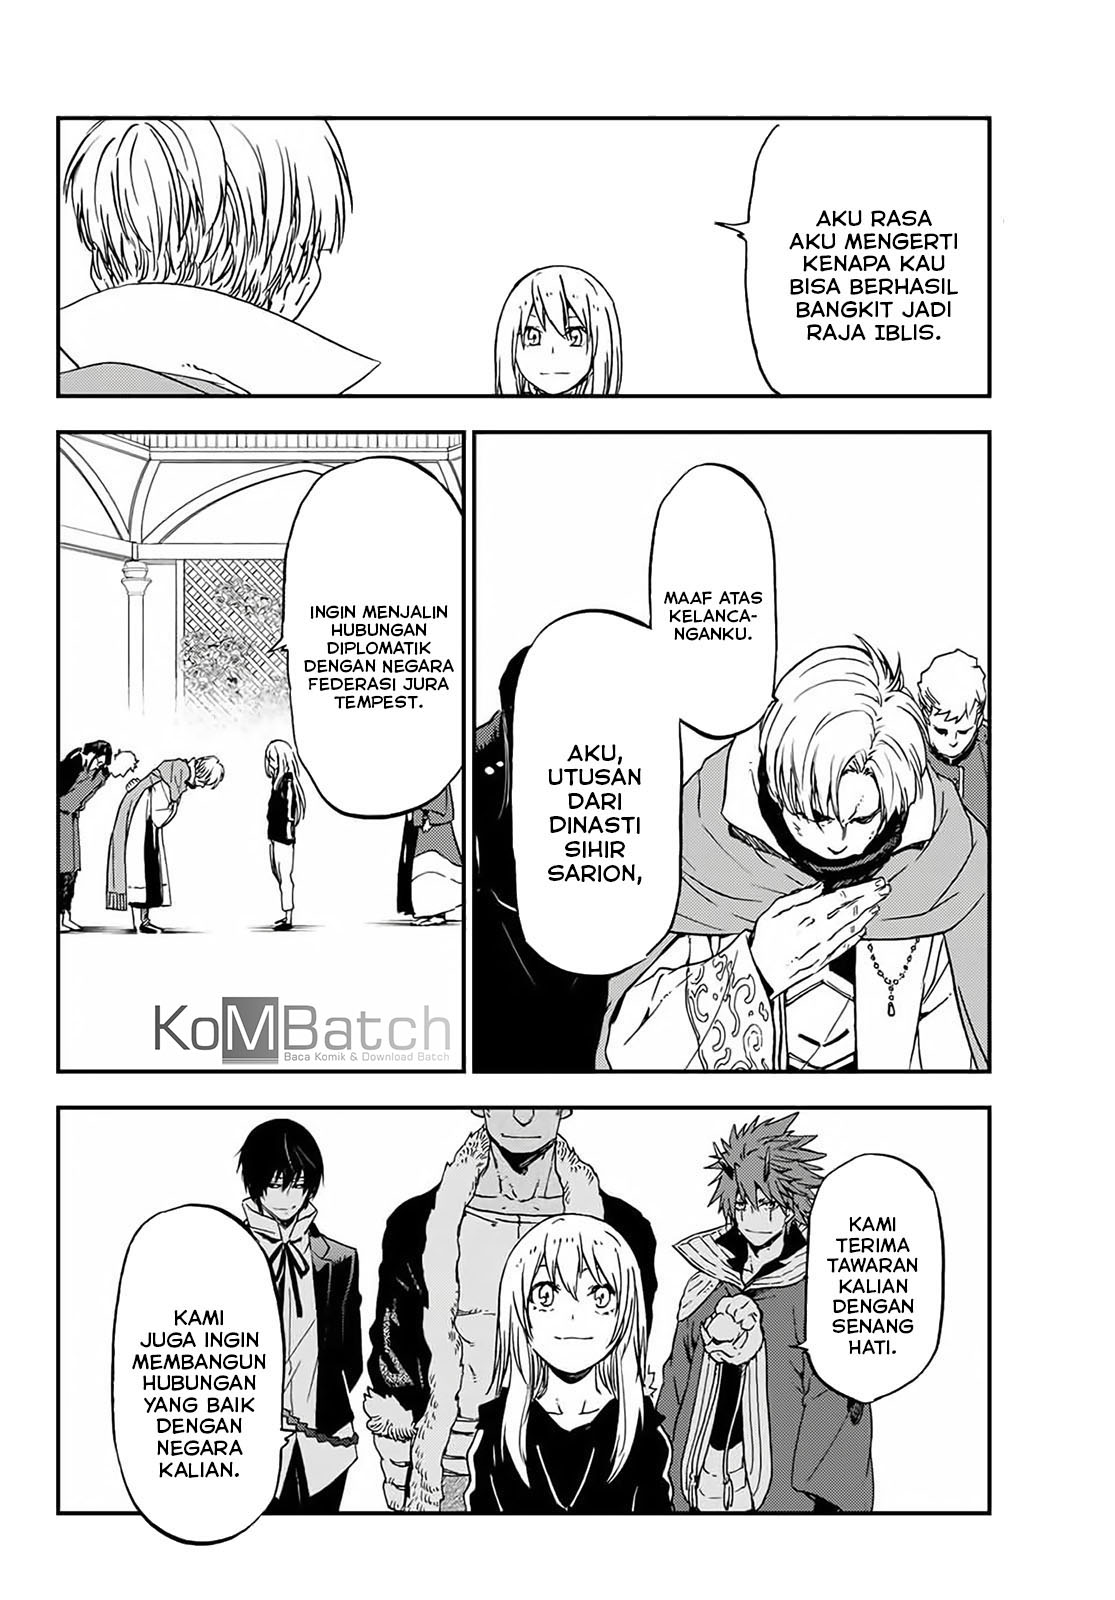 AKU RASA
AKU MENGERTI
KENAPA KAU
BISA BERHASIL
BANGKIT JADI
RAJA IBLIS.
MAAF ATAS
KELANCA-
NGANKU.
AKU,
UTUSAN
DARI
DINASTI
SIHIR
SARION,
INGIN MENJALIN
HUBUNGAN
DIPLOMATIK
DENGAN NEGARA
FEDERASI JURA
TEMPEST.
KoMBatch
Baca Komik & Download Batch
KAMI
TERIMA
TAWARAN
KALIAN
DENGAN
SENANG
HATI.
KAMI
JUGA INGIN
MEMBANGUN
HUBUNGAN
YANG BAIK
DENGAN
NEGARA
KALIAN.